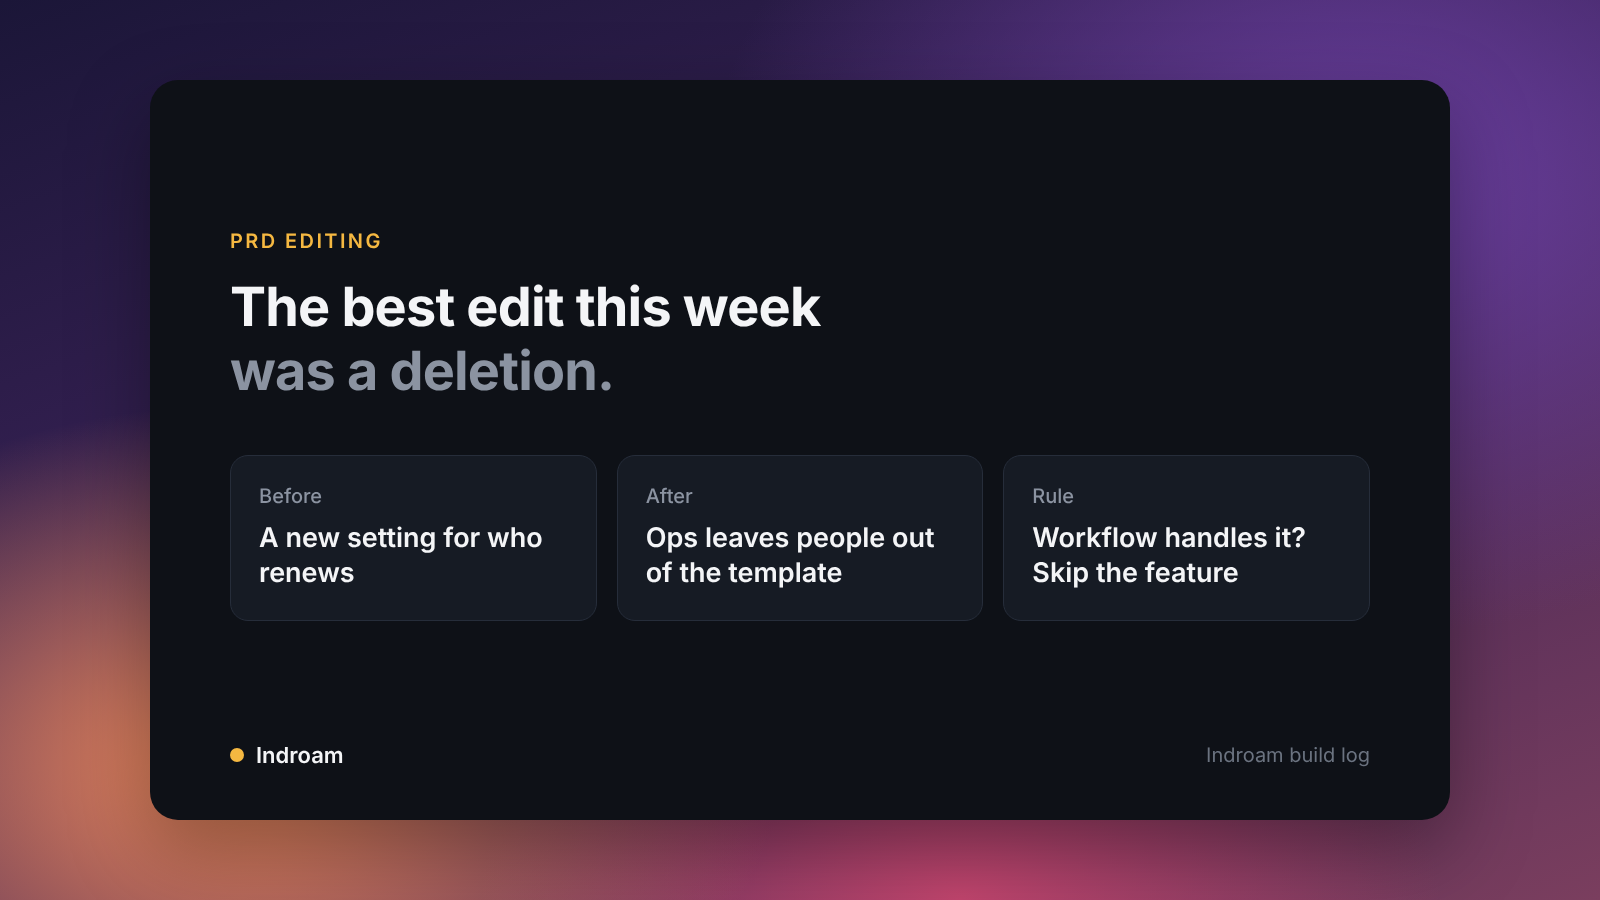 PRD EDITING
The best edit this week
was a deletion.
Before
A new setting for who
renews
After
Ops leaves people out
of the template
Rule
Workflow handles it?
Skip the feature
Indroam
Indroam build log